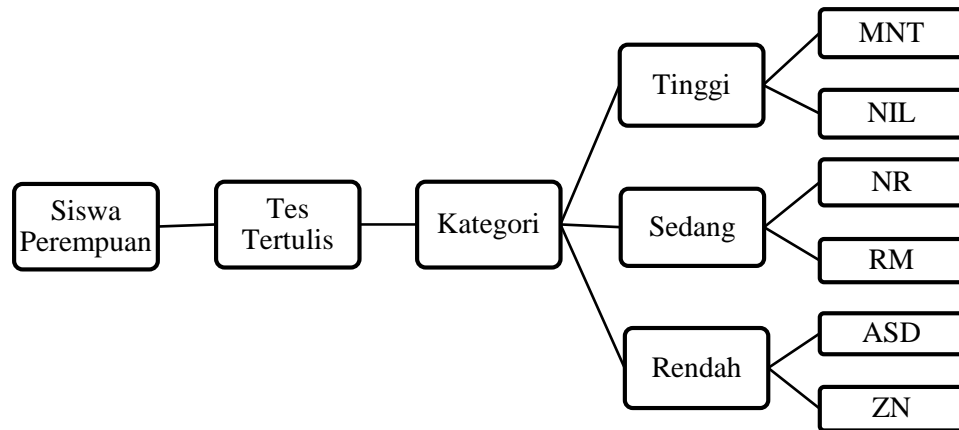 Siswa
Perempuan
Tes
Tertulis
Kategori
Tinggi
MNT
NIL
Sedang
NR
RM
Rendah
ASD
ZN